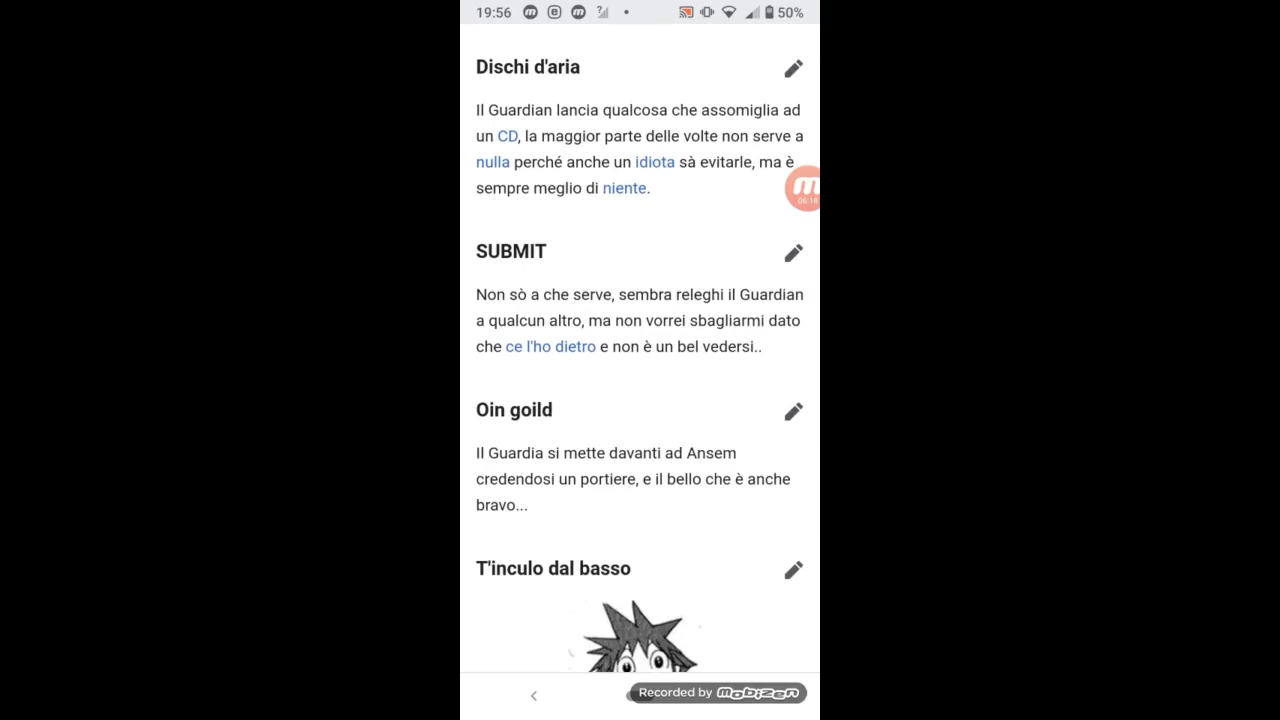 19:56
50%
Dischi d'aria
Il Guardian lancia qualcosa che assomiglia ad
un CD, la maggior parte delle volte non serve a
nulla perché anche un idiota sà evitarle, ma è
sempre meglio di niente.
06:18
SUBMIT
Non sò a che serve, sembra releghi il Guardian
a qualcun altro, ma non vorrei sbagliarmi dato
che ce l'ho dietro e non è un bel vedersi..
Oin goild
Il Guardia si mette davanti ad Ansem
credendosi un portiere, e il bello che è anche
bravo...
T'inculo dal basso
Recorded by mobizen